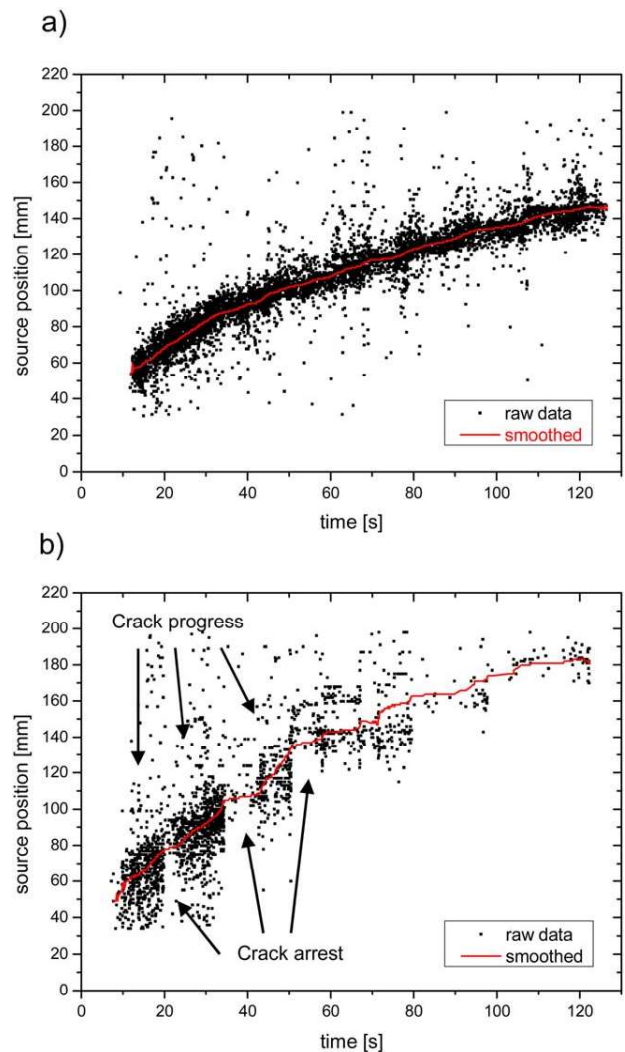 a)
220
200
180
160
140
120
100
80
60
40
20
0
source position [mm]
raw data
smoothed
0 20 40 60 80 100 120
time [s]
b)
220
200
180
160
140
120
100
80
60
40
20
0
source position [mm]
Crack progress
Crack arrest
raw data
smoothed
0 20 40 60 80 100 120
time [s]